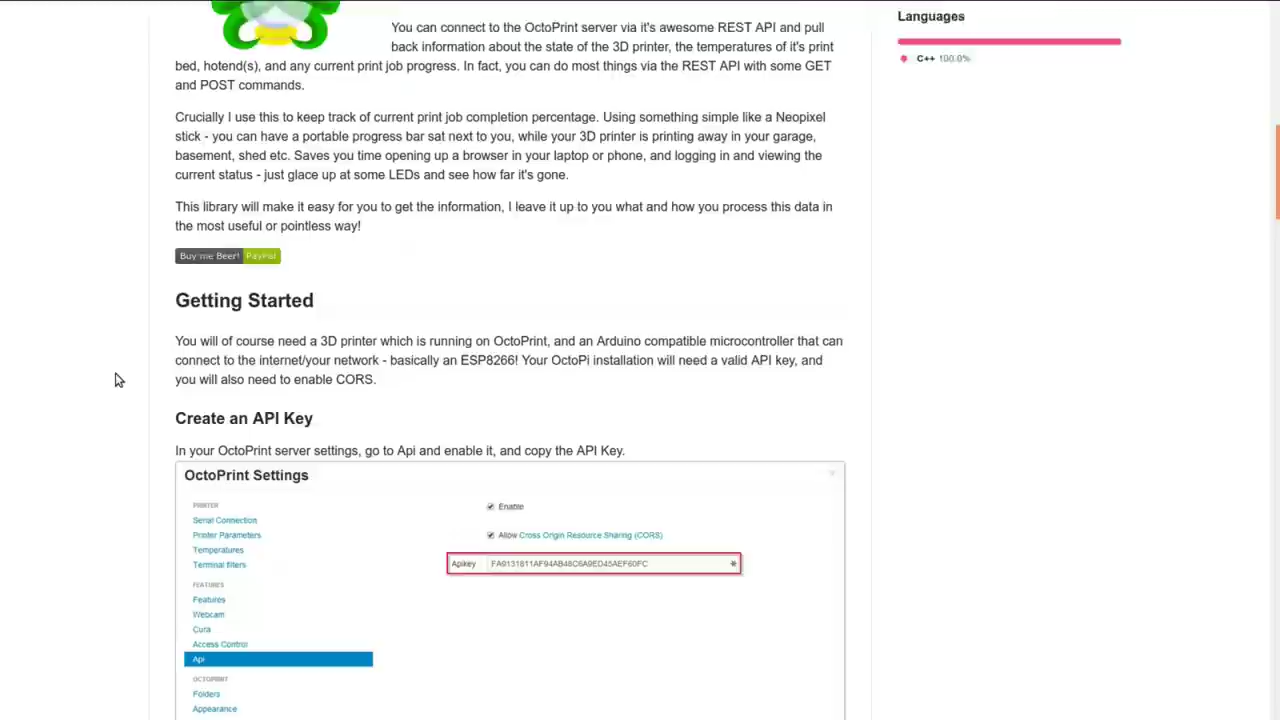 You can connect to the OctoPrint server via it's awesome REST API and pull
back information about the state of the 3D printer, the temperatures of it's print
bed, hotend(s), and any current print job progress. In fact, you can do most things via the REST API with some GET
and POST commands.
Crucially I use this to keep track of current print job completion percentage. Using something simple like a Neopixel
stick - you can have a portable progress bar sat next to you, while your 3D printer is printing away in your garage,
basement, shed etc. Saves you time opening up a browser in your laptop or phone, and logging in and viewing the
current status - just glace up at some LEDs and see how far it's gone.
This library will make it easy for you to get the information, I leave it up to you what and how you process this data in
the most useful or pointless way!
Buy me Beer! PayPal
Getting Started
You will of course need a 3D printer which is running on OctoPrint, and an Arduino compatible microcontroller that can
connect to the internet/your network - basically an ESP8266! Your OctoPi installation will need a valid API key, and
you will also need to enable CORS.
Create an API Key
In your OctoPrint server settings, go to Api and enable it, and copy the API Key.
OctoPrint Settings
PRINTER
Serial Connection
Printer Parameters
Temperatures
Terminal filters
FEATURES
Features
Webcam
Cura
Access Control
Api
OCTOPRINT
Folders
Appearance
Enable
Allow Cross Origin Resource Sharing (CORS)
Apikey FA9131811AF94AB48C6A9ED45AEF60FC
Languages
C++ 100.0%